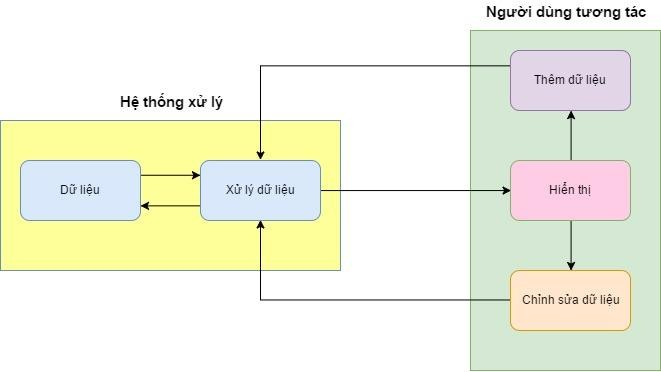 Người dùng tương tác
Thêm dữ liệu
Hệ thống xử lý
Dữ liệu
Xử lý dữ liệu
Hiển thị
Chỉnh sửa dữ liệu